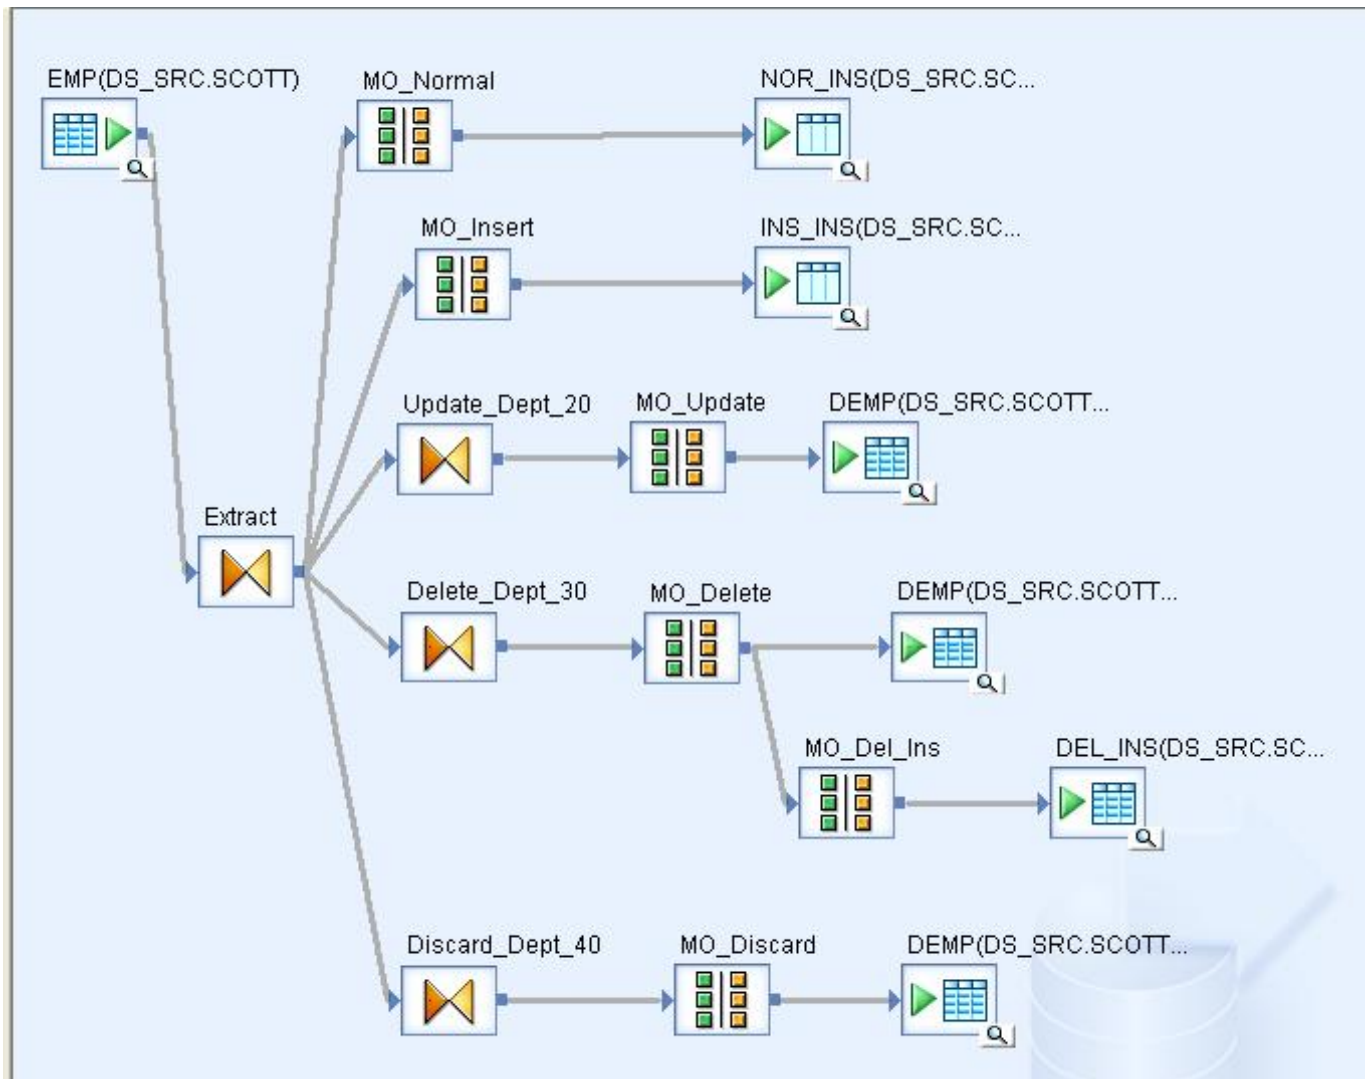 EMP(DS_SRC.SCOTT)
MO_Normal
NOR_INS(DS_SRC.SC...
MO_Insert
INS_INS(DS_SRC.SC...
Update_Dept_20
MO_Update
DEMP(DS_SRC.SCOTT...
Extract
Delete_Dept_30
MO_Delete
DEMP(DS_SRC.SCOTT...
MO_Del_Ins
DEL_INS(DS_SRC.SC...
Discard_Dept_40
MO_Discard
DEMP(DS_SRC.SCOTT...